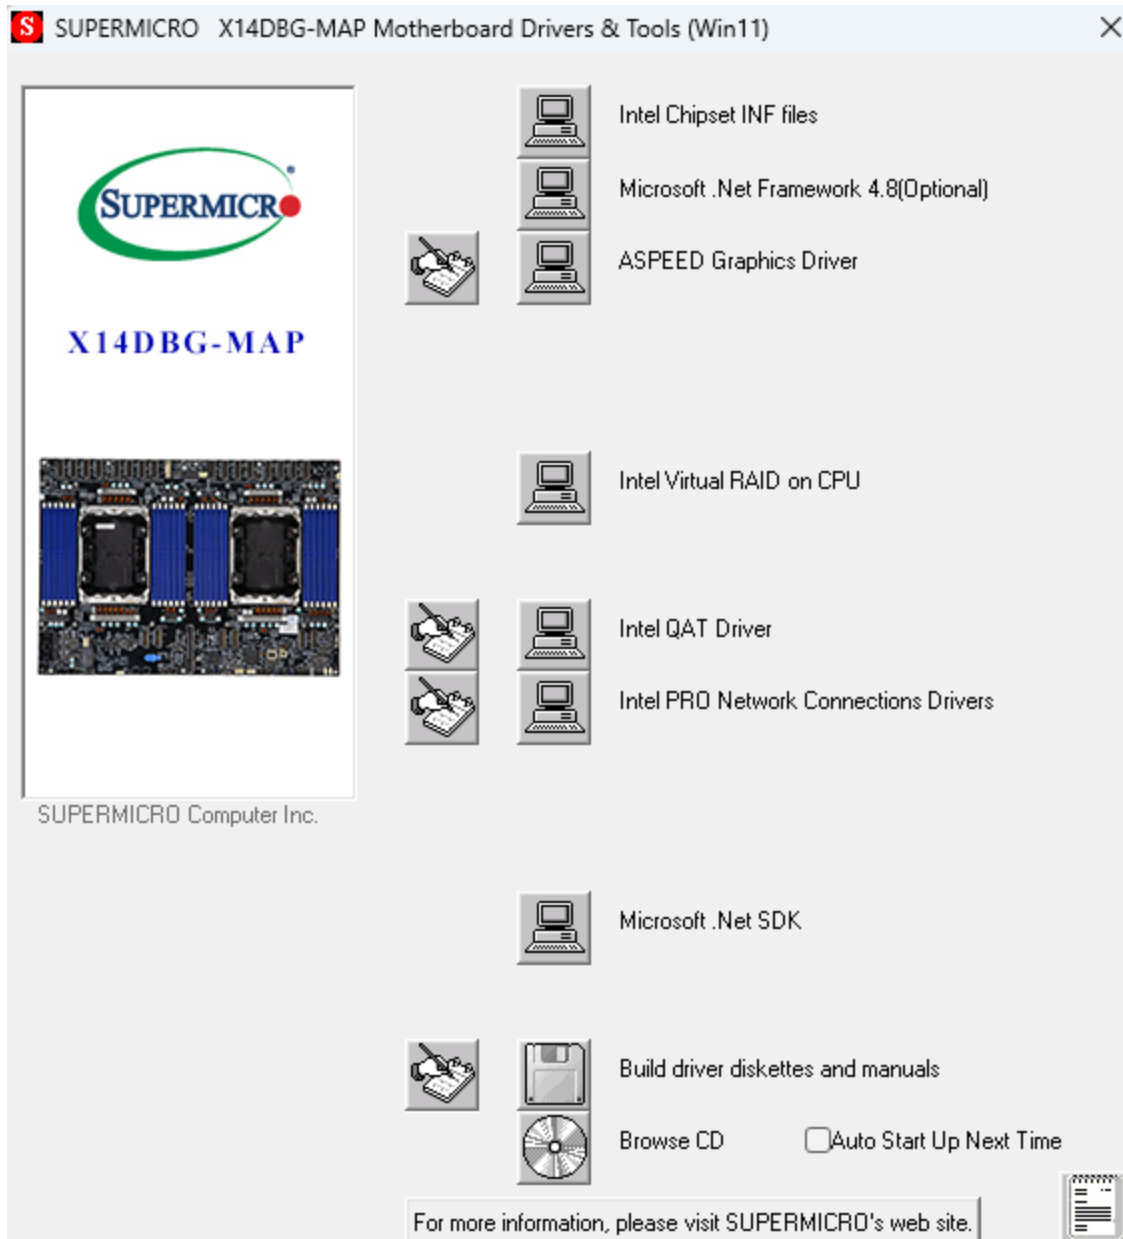 S SUPERMICRO X14DBG-MAP Motherboard Drivers & Tools (Win11)
SUPERMICR
X14DBG-MAP
SUPERMICRO Computer Inc.
Intel Chipset INF files
Microsoft .Net Framework 4.8(Optional)
ASPEED Graphics Driver
Intel Virtual RAID on CPU
Intel QAT Driver
Intel PRO Network Connections Drivers
Microsoft .Net SDK
Build driver diskettes and manuals
Browse CD Auto Start Up Next Time
For more information, please visit SUPERMICRO's web site.